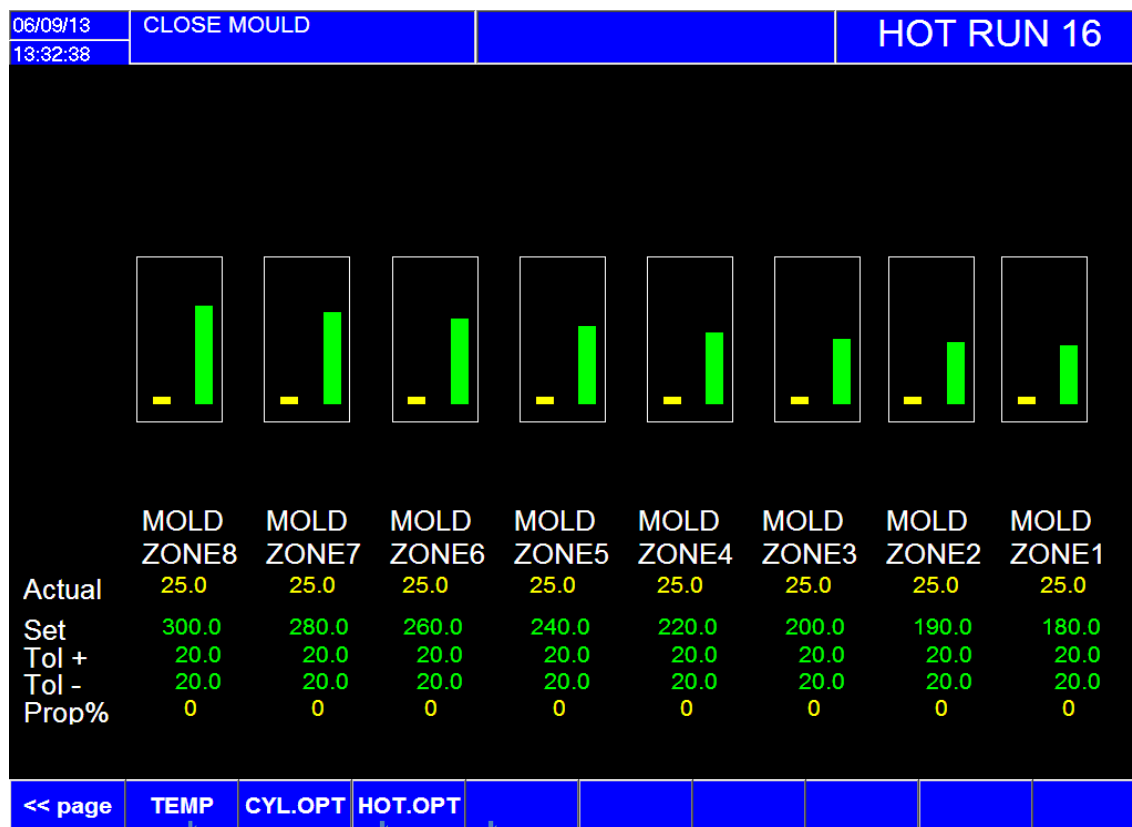 06/09/13 CLOSE MOULD HOT RUN 16
13:32:38
MOLD MOLD MOLD MOLD MOLD MOLD MOLD MOLD
ZONE8 ZONE7 ZONE6 ZONE5 ZONE4 ZONE3 ZONE2 ZONE1
Actual 25.0 25.0 25.0 25.0 25.0 25.0 25.0 25.0
Set 300.0 280.0 260.0 240.0 220.0 200.0 190.0 180.0
Tol + 20.0 20.0 20.0 20.0 20.0 20.0 20.0 20.0
Tol - 20.0 20.0 20.0 20.0 20.0 20.0 20.0 20.0
Prop% 0 0 0 0 0 0 0 0
<< page TEMP CYL.OPT HOT.OPT